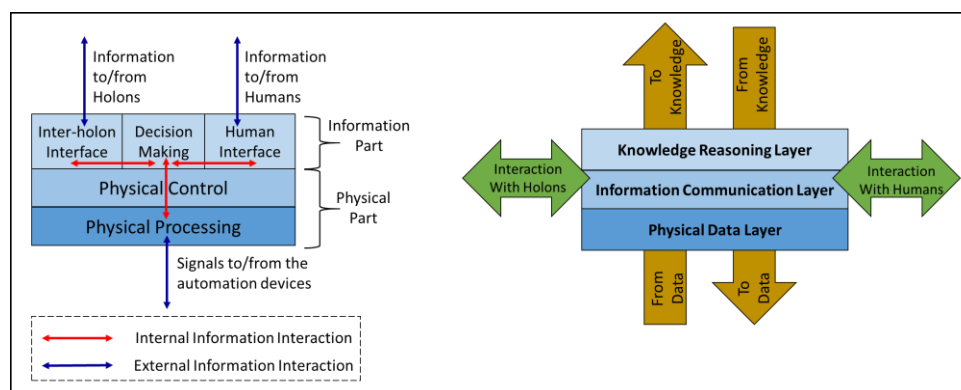 Information
to/from
Holons
Information
to/from
Humans
Inter-holon
Interface
Decision
Making
Human
Interface
Information
Part
Physical Control
Physical Processing
Physical
Part
Signals to/from the
automation devices
Internal Information Interaction
External Information Interaction
To
Knowledge
From
Knowledge
Knowledge Reasoning Layer
Interaction
With Holons
Information Communication Layer
Interaction
With Humans
Physical Data Layer
From
Data
To
Data